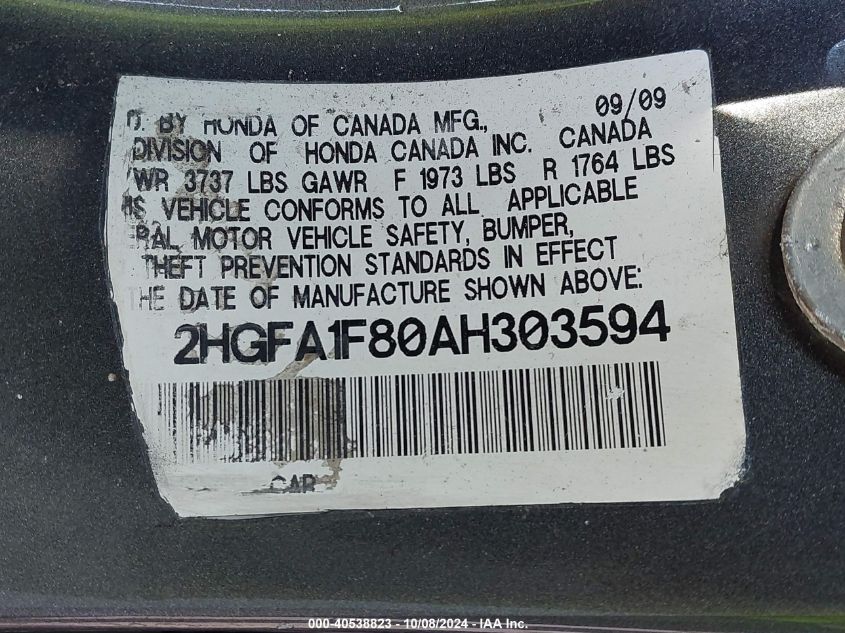 09/09
BY HONDA OF CANADA MFG.,
DIVISION OF HONDA CANADA INC. CANADA
WR 3737 LBS GAWR F 1973 LBS R 1764 LBS
IS VEHICLE CONFORMS TO ALL APPLICABLE
RAL MOTOR VEHICLE SAFETY, BUMPER,
THEFT PREVENTION STANDARDS IN EFFECT
THE DATE OF MANUFACTURE SHOWN ABOVE:
2HGFA1F80AH303594
CAR
000-40538823 - 10/08/2024 - IAA Inc.